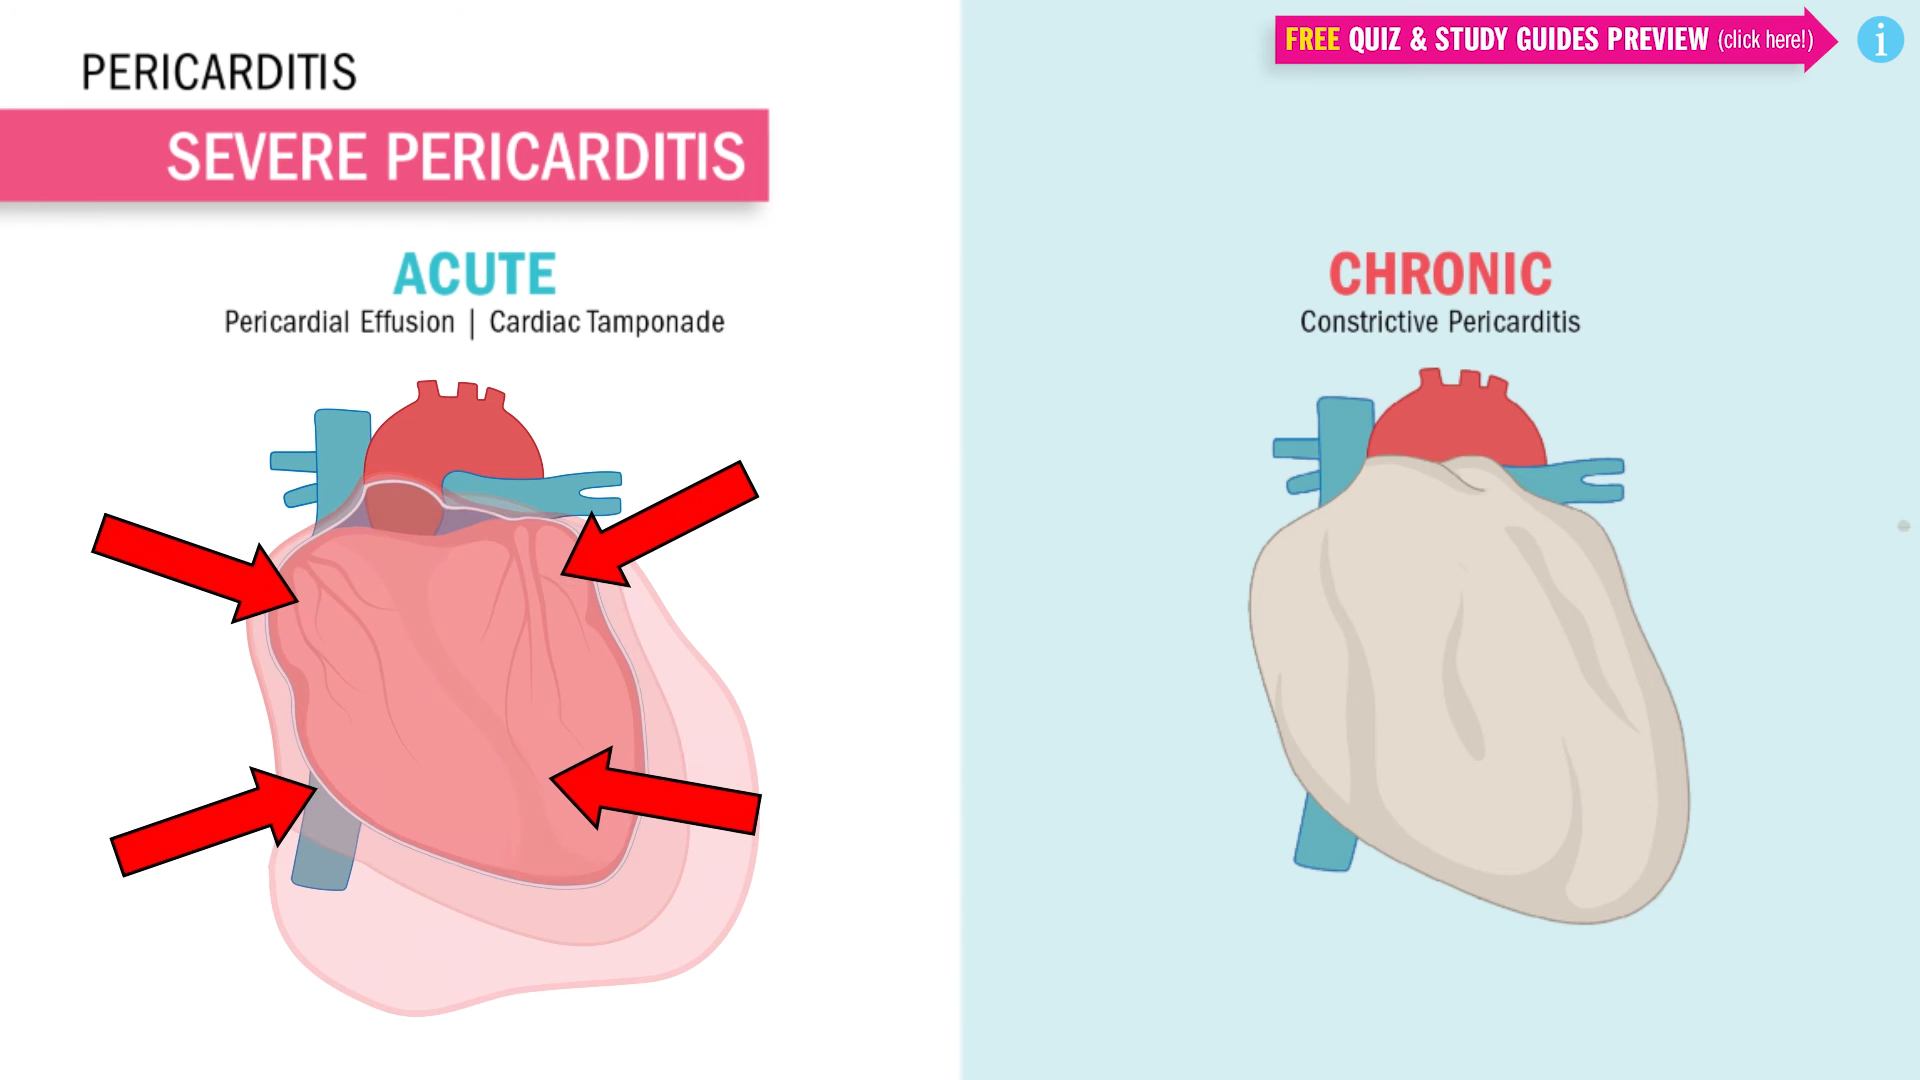 FREE QUIZ & STUDY GUIDES PREVIEW (click here!)
i
PERICARDITIS
SEVERE PERICARDITIS
ACUTE
Pericardial Effusion | Cardiac Tamponade
CHRONIC
Constrictive Pericarditis